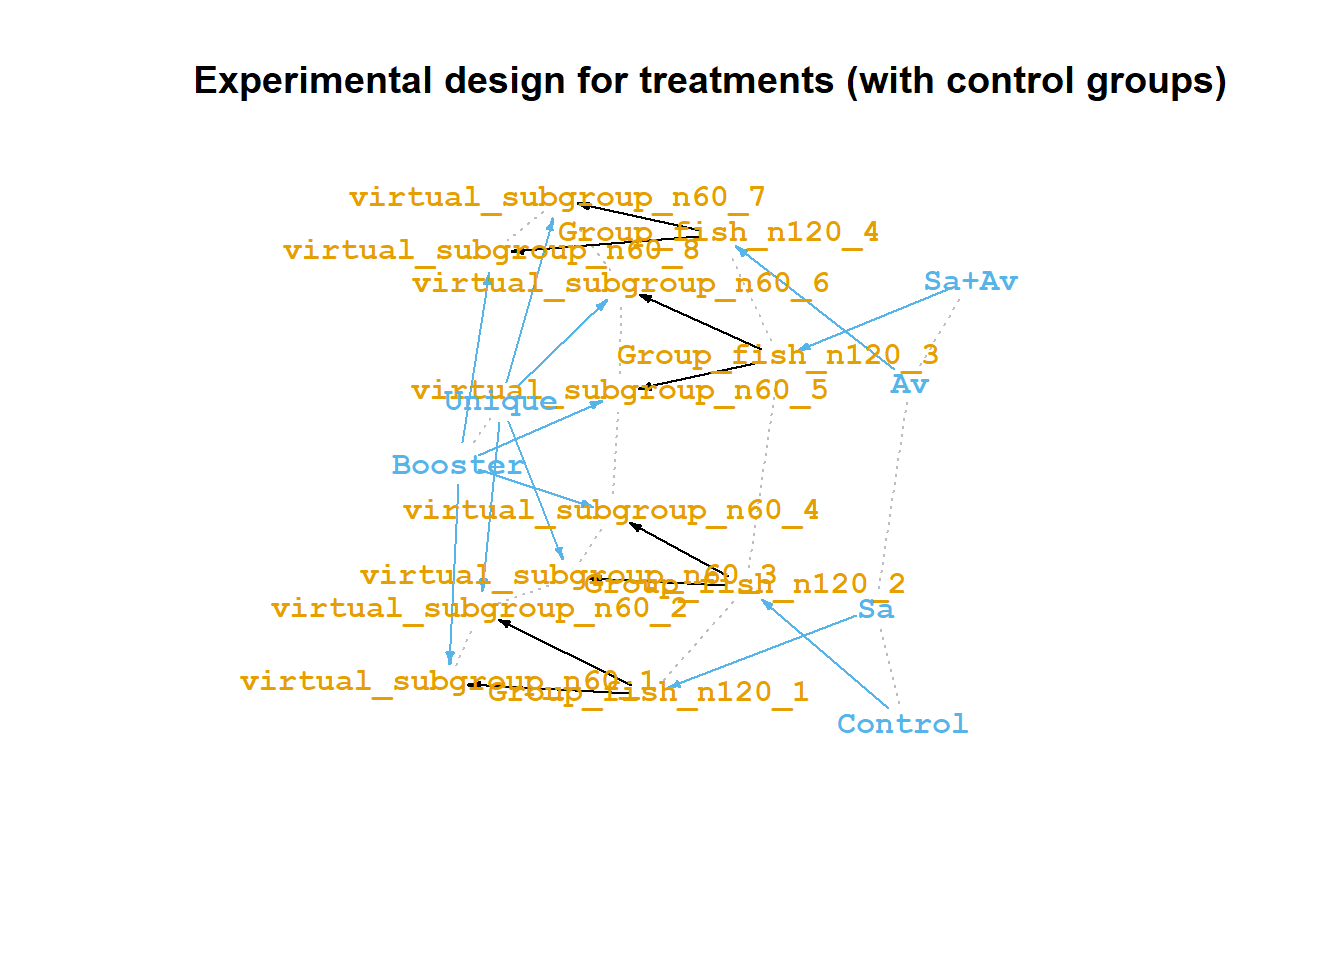 Experimental design for treatments (with control groups)
virtual_subgroup_n60_7
Group_fish_n120_4
virtual_subgroup_n60_8
virtual_subgroup_n60_6
Sa+Av
Group_fish_n120_3
Av
virtual_subgroup_n60_5
Unique
Booster
virtual_subgroup_n60_4
virtual_subgroup_n60_3
Group_fish_n120_2
virtual_subgroup_n60_2
Sa
virtual_subgroup_n60_1
Group_fish_n120_1
Control